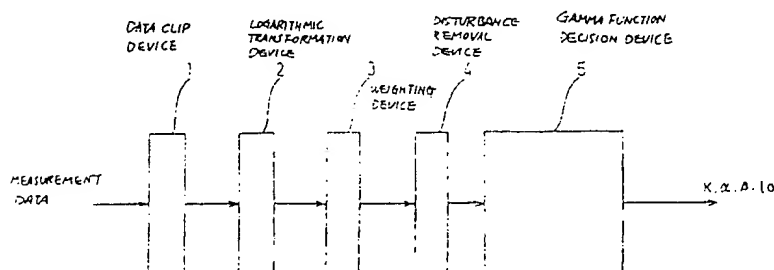 DATA CLIP
DEVICE
LOGARITHMIC
TRANSFORMATION
DEVICE
DISTURBANCE
REMOVAL
DEVICE
GAMMA FUNCTION
DECISION DEVICE
1
2
3
4
5
WEIGHTING
DEVICE
MEASUREMENT
DATA
K.α.A.to